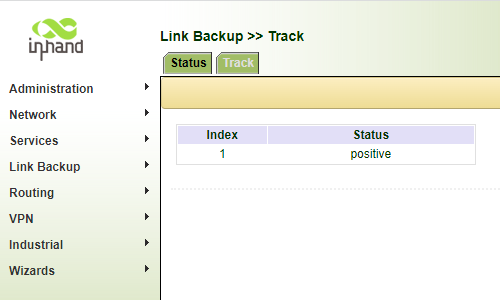 inhand
Link Backup >> Track
Status Track
Administration
Network
Services
Link Backup
Routing
VPN
Industrial
Wizards
Index Status
1 positive